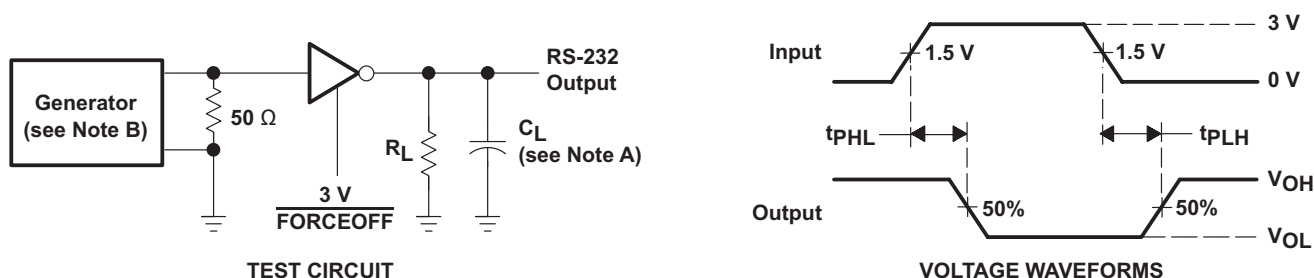 Generator
(see Note B)
50 Ω
RS-232
Output
RL
CL
(see Note A)
3 V
FORCEOFF
TEST CIRCUIT
Input
1.5 V
1.5 V
3 V
0 V
tPHL
tPLH
Output
50%
50%
VOH
VOL
VOLTAGE WAVEFORMS